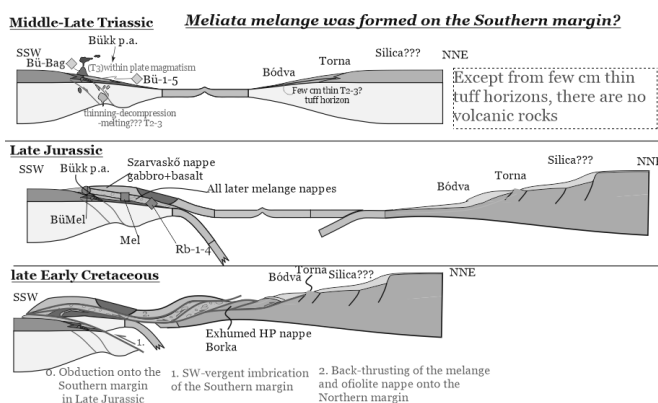 Middle-Late Triassic
Meliata melange was formed on the Southern margin?
SSW
Bükk p.a.
Bü-Bag
(T3)within plate magmatism
Bü-1-5
thinning-decompression
-melting??? T2-3
Bódva
Torna
Silica???
NNE
Few cm thin T2-3?
tuff horizon
Except from few cm thin
tuff horizons, there are no
volcanic rocks
Late Jurassic
SSW
Bükk p.a.
Szarvaskő nappe
gabbro+basalt
All later melange nappes
BüMel
Mel
Rb-1-4
Bódva
Torna
Silica???
NN
late Early Cretaceous
SSW
Bódva
Torna
Silica???
NNE
Exhumed HP nappe
Borka
1.
0. Obduction onto the
Southern margin
in Late Jurassic
1. SW-vergent imbrication
of the Southern margin
2. Back-thrusting of the melange
and ofiolite nappe onto the
Northern margin